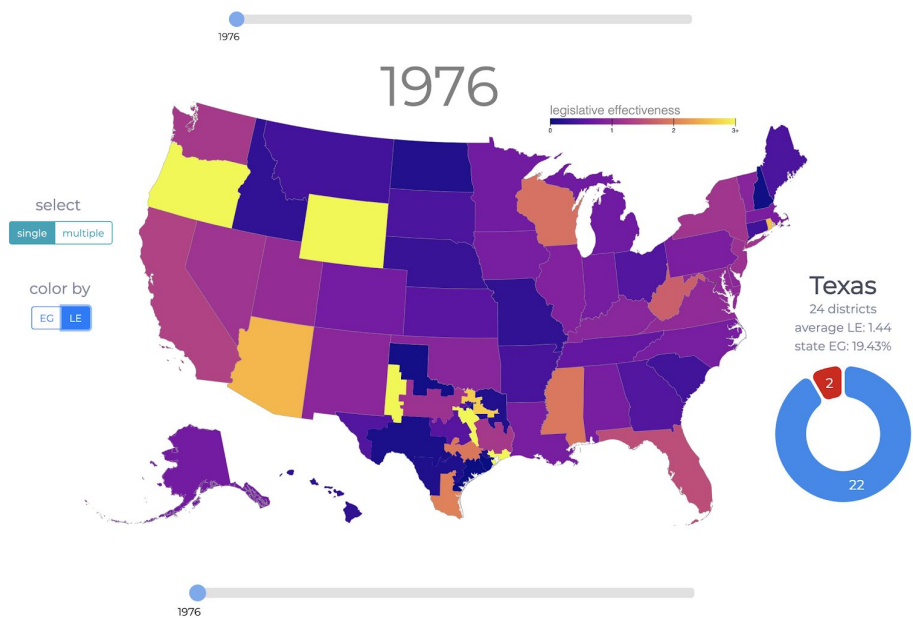 1976
1976
legislative effectiveness
0 1 2 3+
select
single multiple
color by
EG LE
Texas
24 districts
average LE: 1.44
state EG: 19.43%
2
22
1976